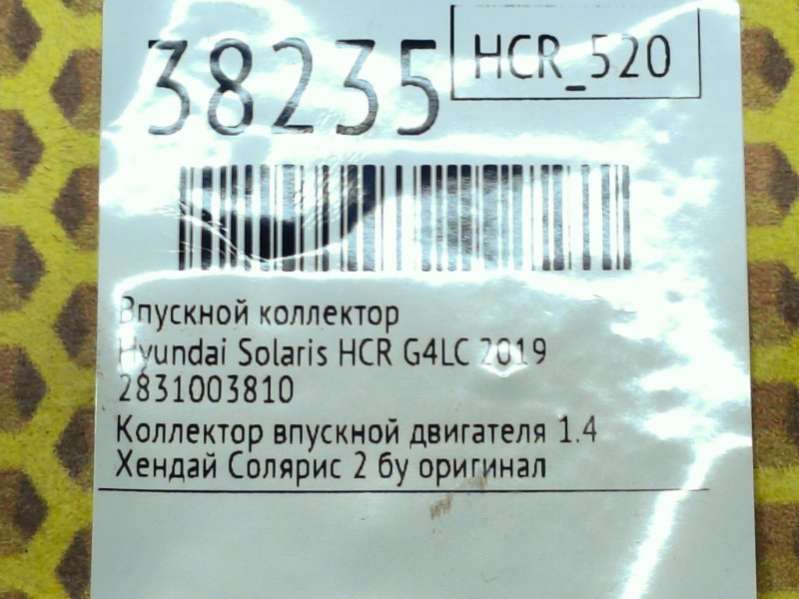 38235
HCR_520
Впускной коллектор
Hyundai Solaris HCR G4LC 2019
2831003810
Коллектор впускной двигателя 1.4
Хендай Солярис 2 бу оригинал